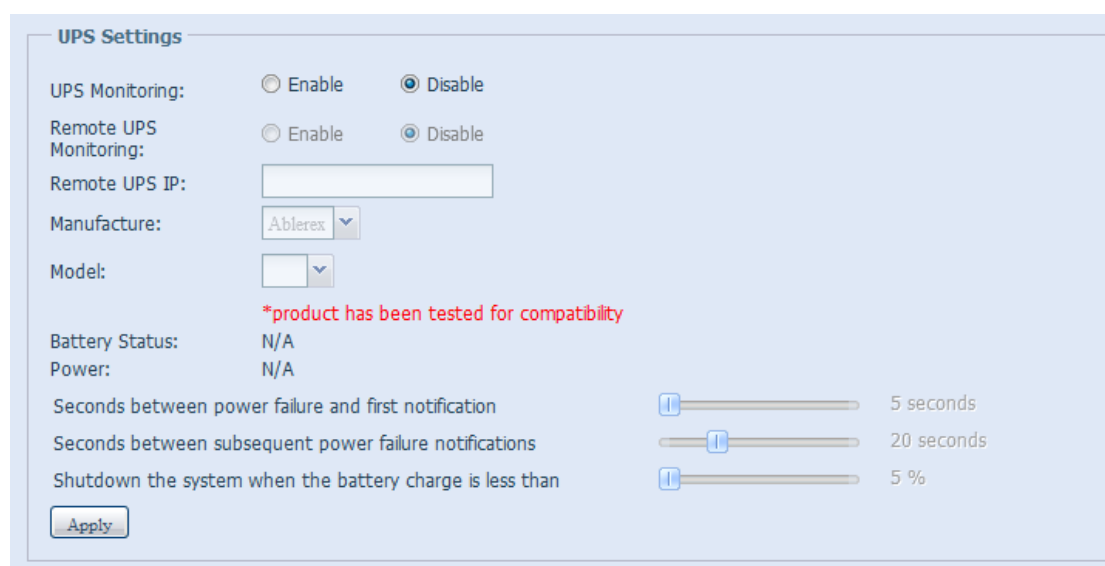 UPS Settings
UPS Monitoring: Enable Disable
Remote UPS
Monitoring: Enable Disable
Remote UPS IP:
Manufacture: Ablerex
Model:
*product has been tested for compatibility
Battery Status: N/A
Power: N/A
Seconds between power failure and first notification 5 seconds
Seconds between subsequent power failure notifications 20 seconds
Shutdown the system when the battery charge is less than 5 %
Apply